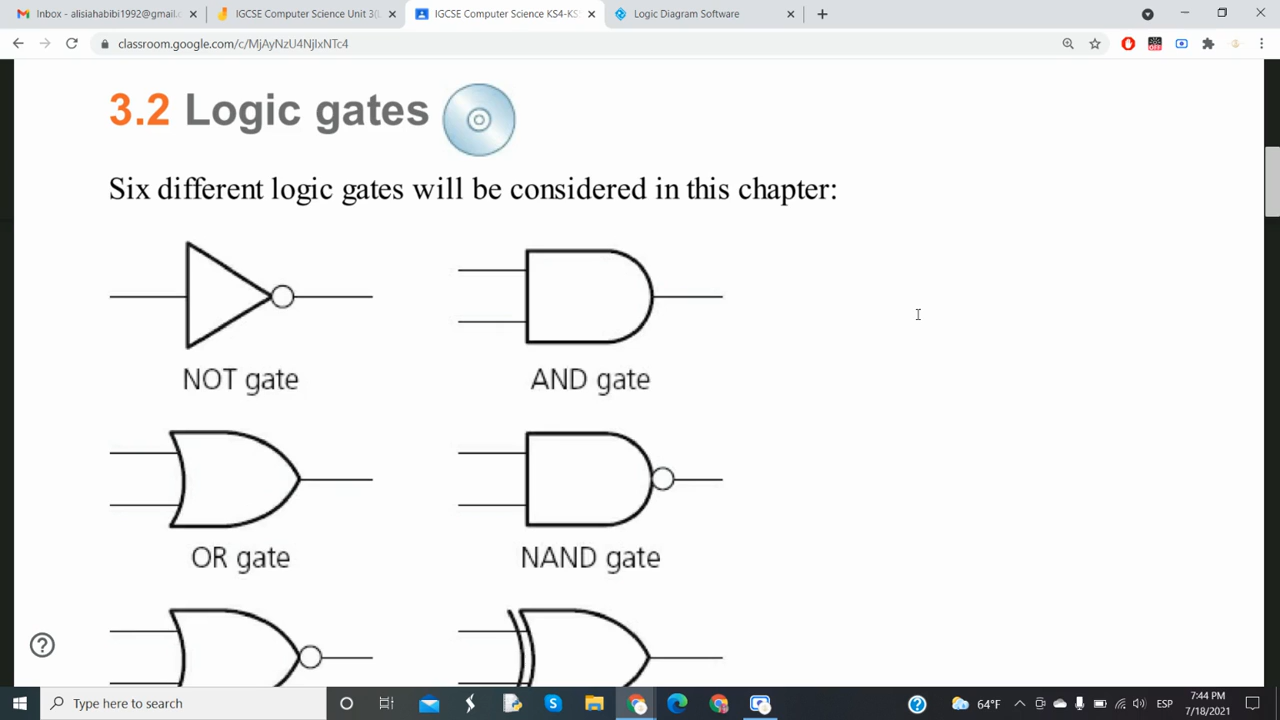 Inbox - alisiahabibi1992@gmail.c
IGCSE Computer Science Unit 30
IGCSE Computer Science KS4-KS
Logic Diagram Software
classroom.google.com/c/MjAyNzU4NjIxNTc4
3.2 Logic gates
Six different logic gates will be considered in this chapter:
NOT gate
AND gate
OR gate
NAND gate
Type here to search
64°F
ESP
7:44 PM
7/18/2021